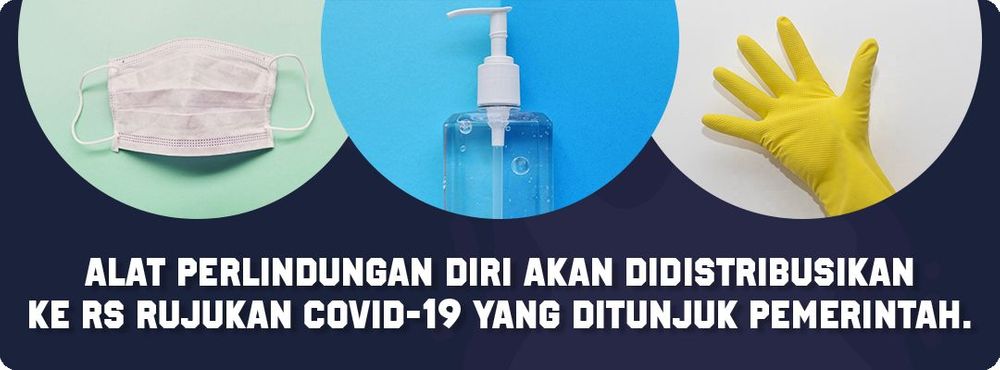 ALAT PERLINDUNGAN DIRI AKAN DIDISTRIBUSIKAN
KE RS RUJUKAN COVID-19 YANG DITUNJUK PEMERINTAH.